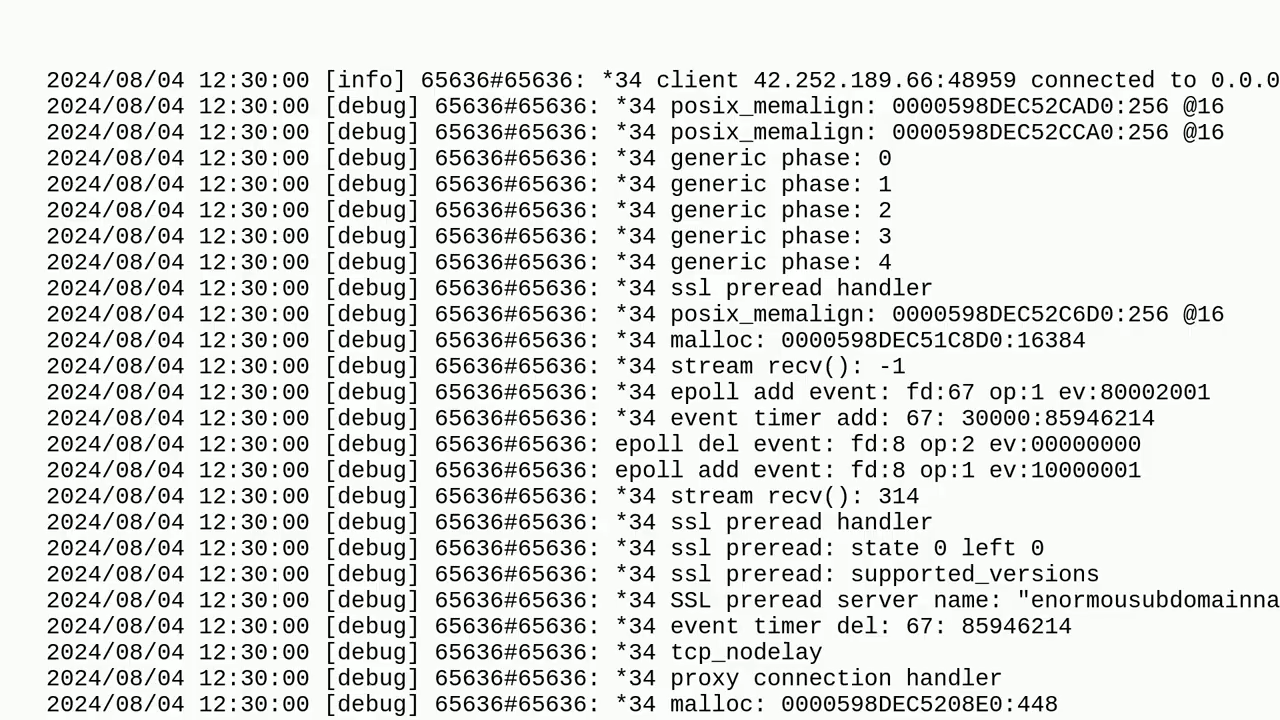 2024/08/04 12:30:00 [info] 65636#65636: *34 client 42.252.189.66:48959 connected to 0.0.0
2024/08/04 12:30:00 [debug] 65636#65636: *34 posix_memalign: 0000598DEC52CAD0:256 @16
2024/08/04 12:30:00 [debug] 65636#65636: *34 posix_memalign: 0000598DEC52CCA0:256 @16
2024/08/04 12:30:00 [debug] 65636#65636: *34 generic phase: 0
2024/08/04 12:30:00 [debug] 65636#65636: *34 generic phase: 1
2024/08/04 12:30:00 [debug] 65636#65636: *34 generic phase: 2
2024/08/04 12:30:00 [debug] 65636#65636: *34 generic phase: 3
2024/08/04 12:30:00 [debug] 65636#65636: *34 generic phase: 4
2024/08/04 12:30:00 [debug] 65636#65636: *34 ssl preread handler
2024/08/04 12:30:00 [debug] 65636#65636: *34 posix_memalign: 0000598DEC52C6D0:256 @16
2024/08/04 12:30:00 [debug] 65636#65636: *34 malloc: 0000598DEC51C8D0:16384
2024/08/04 12:30:00 [debug] 65636#65636: *34 stream recv(): -1
2024/08/04 12:30:00 [debug] 65636#65636: *34 epoll add event: fd:67 op:1 ev:80002001
2024/08/04 12:30:00 [debug] 65636#65636: *34 event timer add: 67: 30000:85946214
2024/08/04 12:30:00 [debug] 65636#65636: epoll del event: fd:8 op:2 ev:00000000
2024/08/04 12:30:00 [debug] 65636#65636: epoll add event: fd:8 op:1 ev:10000001
2024/08/04 12:30:00 [debug] 65636#65636: *34 stream recv(): 314
2024/08/04 12:30:00 [debug] 65636#65636: *34 ssl preread handler
2024/08/04 12:30:00 [debug] 65636#65636: *34 ssl preread: state 0 left 0
2024/08/04 12:30:00 [debug] 65636#65636: *34 ssl preread: supported_versions
2024/08/04 12:30:00 [debug] 65636#65636: *34 SSL preread server name: "enormousubdomainna
2024/08/04 12:30:00 [debug] 65636#65636: *34 event timer del: 67: 85946214
2024/08/04 12:30:00 [debug] 65636#65636: *34 tcp_nodelay
2024/08/04 12:30:00 [debug] 65636#65636: *34 proxy connection handler
2024/08/04 12:30:00 [debug] 65636#65636: *34 malloc: 0000598DEC5208E0:448